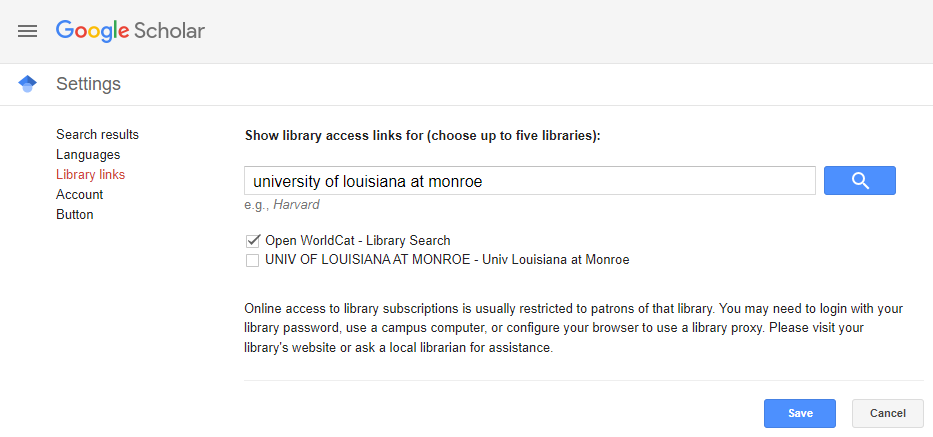 Google Scholar
Settings
Search results
Languages
Library links
Account
Button
Show library access links for (choose up to five libraries):
university of louisiana at monroe
e.g., Harvard
Open WorldCat - Library Search
UNIV OF LOUISIANA AT MONROE - Univ Louisiana at Monroe
Online access to library subscriptions is usually restricted to patrons of that library. You may need to login with your
library password, use a campus computer, or configure your browser to use a library proxy. Please visit your
library's website or ask a local librarian for assistance.
Save
Cancel